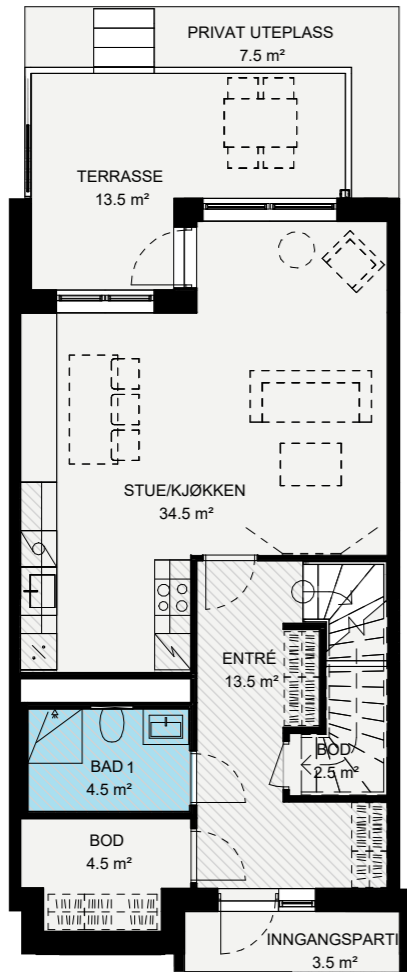 PRIVAT UTEPLASS
7.5 m²
TERRASSE
13.5 m²
STUE/KJØKKEN
34.5 m²
ENTRÉ
13.5 m²
BOD
2.5 m²
BAD 1
4.5 m²
BOD
4.5 m²
INNGANGSPARTI
3.5 m²